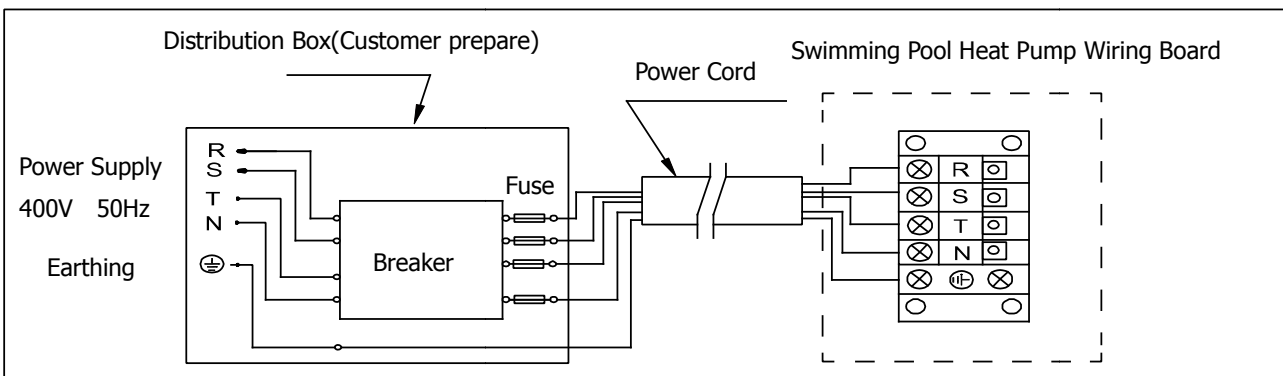 Distribution Box(Customer prepare)
Swimming Pool Heat Pump Wiring Board
Power Cord
Power Supply
400V 50Hz
Earthing
R
S
T
N
Fuse
Breaker
R
S
T
N